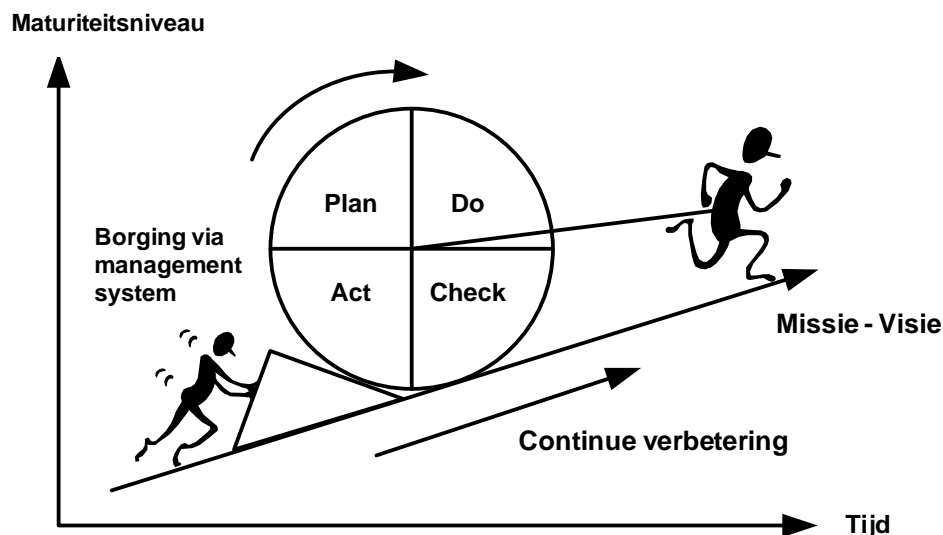 Maturiteitsniveau
Plan
Do
Borging via
management
system
Act
Check
Missie - Visie
Continue verbetering
Tijd